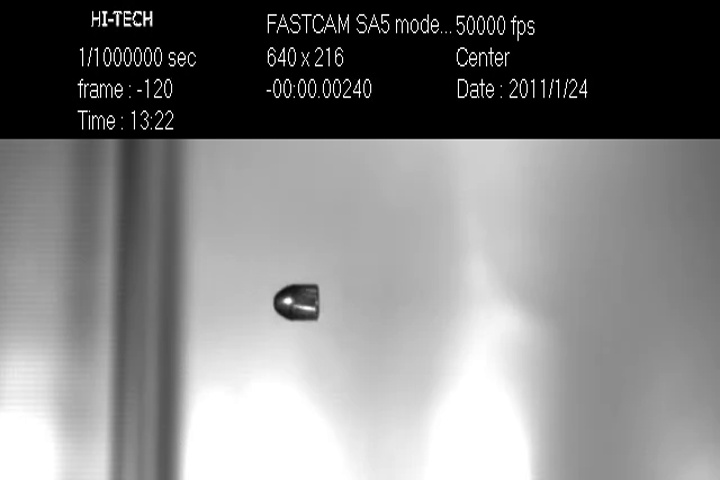 HI-TECH
FASTCAM SA5 mode... 50000 fps
1/1000000 sec 640 x 216 Center
frame : -120 -00:00.00240 Date : 2011/1/24
Time : 13:22